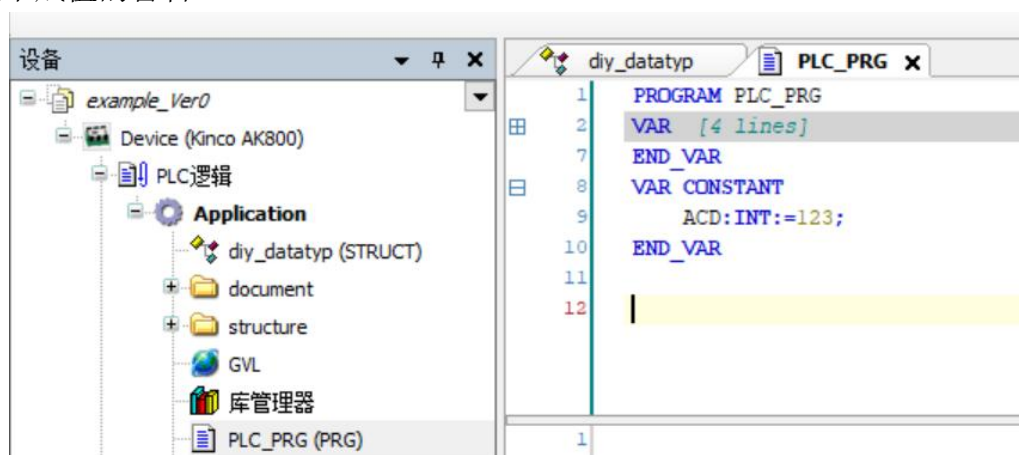 设备
example_Ver0
Device (Kinco AK800)
PLC逻辑
Application
diy_datatyp (STRUCT)
document
structure
GVL
库管理器
PLC_PRG (PRG)
diy_datatyp
PLC_PRG
1 PROGRAM PLC_PRG
2 VAR [4 lines]
7 END_VAR
8 VAR CONSTANT
9 ACD:INT:=123;
10 END_VAR
11
12
1